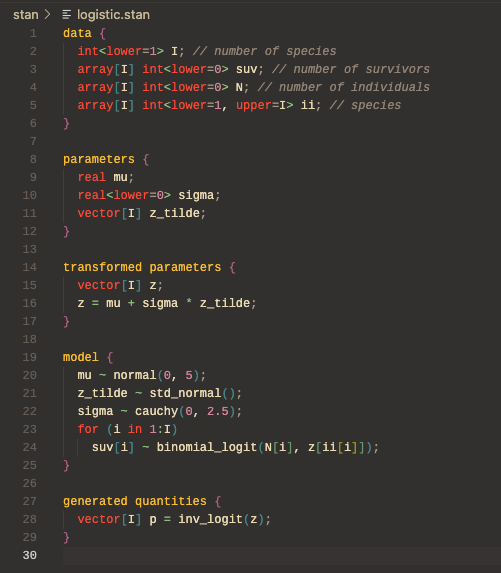 stan > logistic.stan
1 data {
2   int<lower=1> I; // number of species
3   array[I] int<lower=0> suv; // number of survivors
4   array[I] int<lower=0> N; // number of individuals
5   array[I] int<lower=1, upper=I> ii; // species
6 }
7
8 parameters {
9   real mu;
10   real<lower=0> sigma;
11   vector[I] z_tilde;
12 }
13
14 transformed parameters {
15   vector[I] z;
16   z = mu + sigma * z_tilde;
17 }
18
19 model {
20   mu ~ normal(0, 5);
21   z_tilde ~ std_normal();
22   sigma ~ cauchy(0, 2.5);
23   for (i in 1:I)
24     suv[i] ~ binomial_logit(N[i], z[ii[i]]);
25 }
26
27 generated quantities {
28   vector[I] p = inv_logit(z);
29 }
30